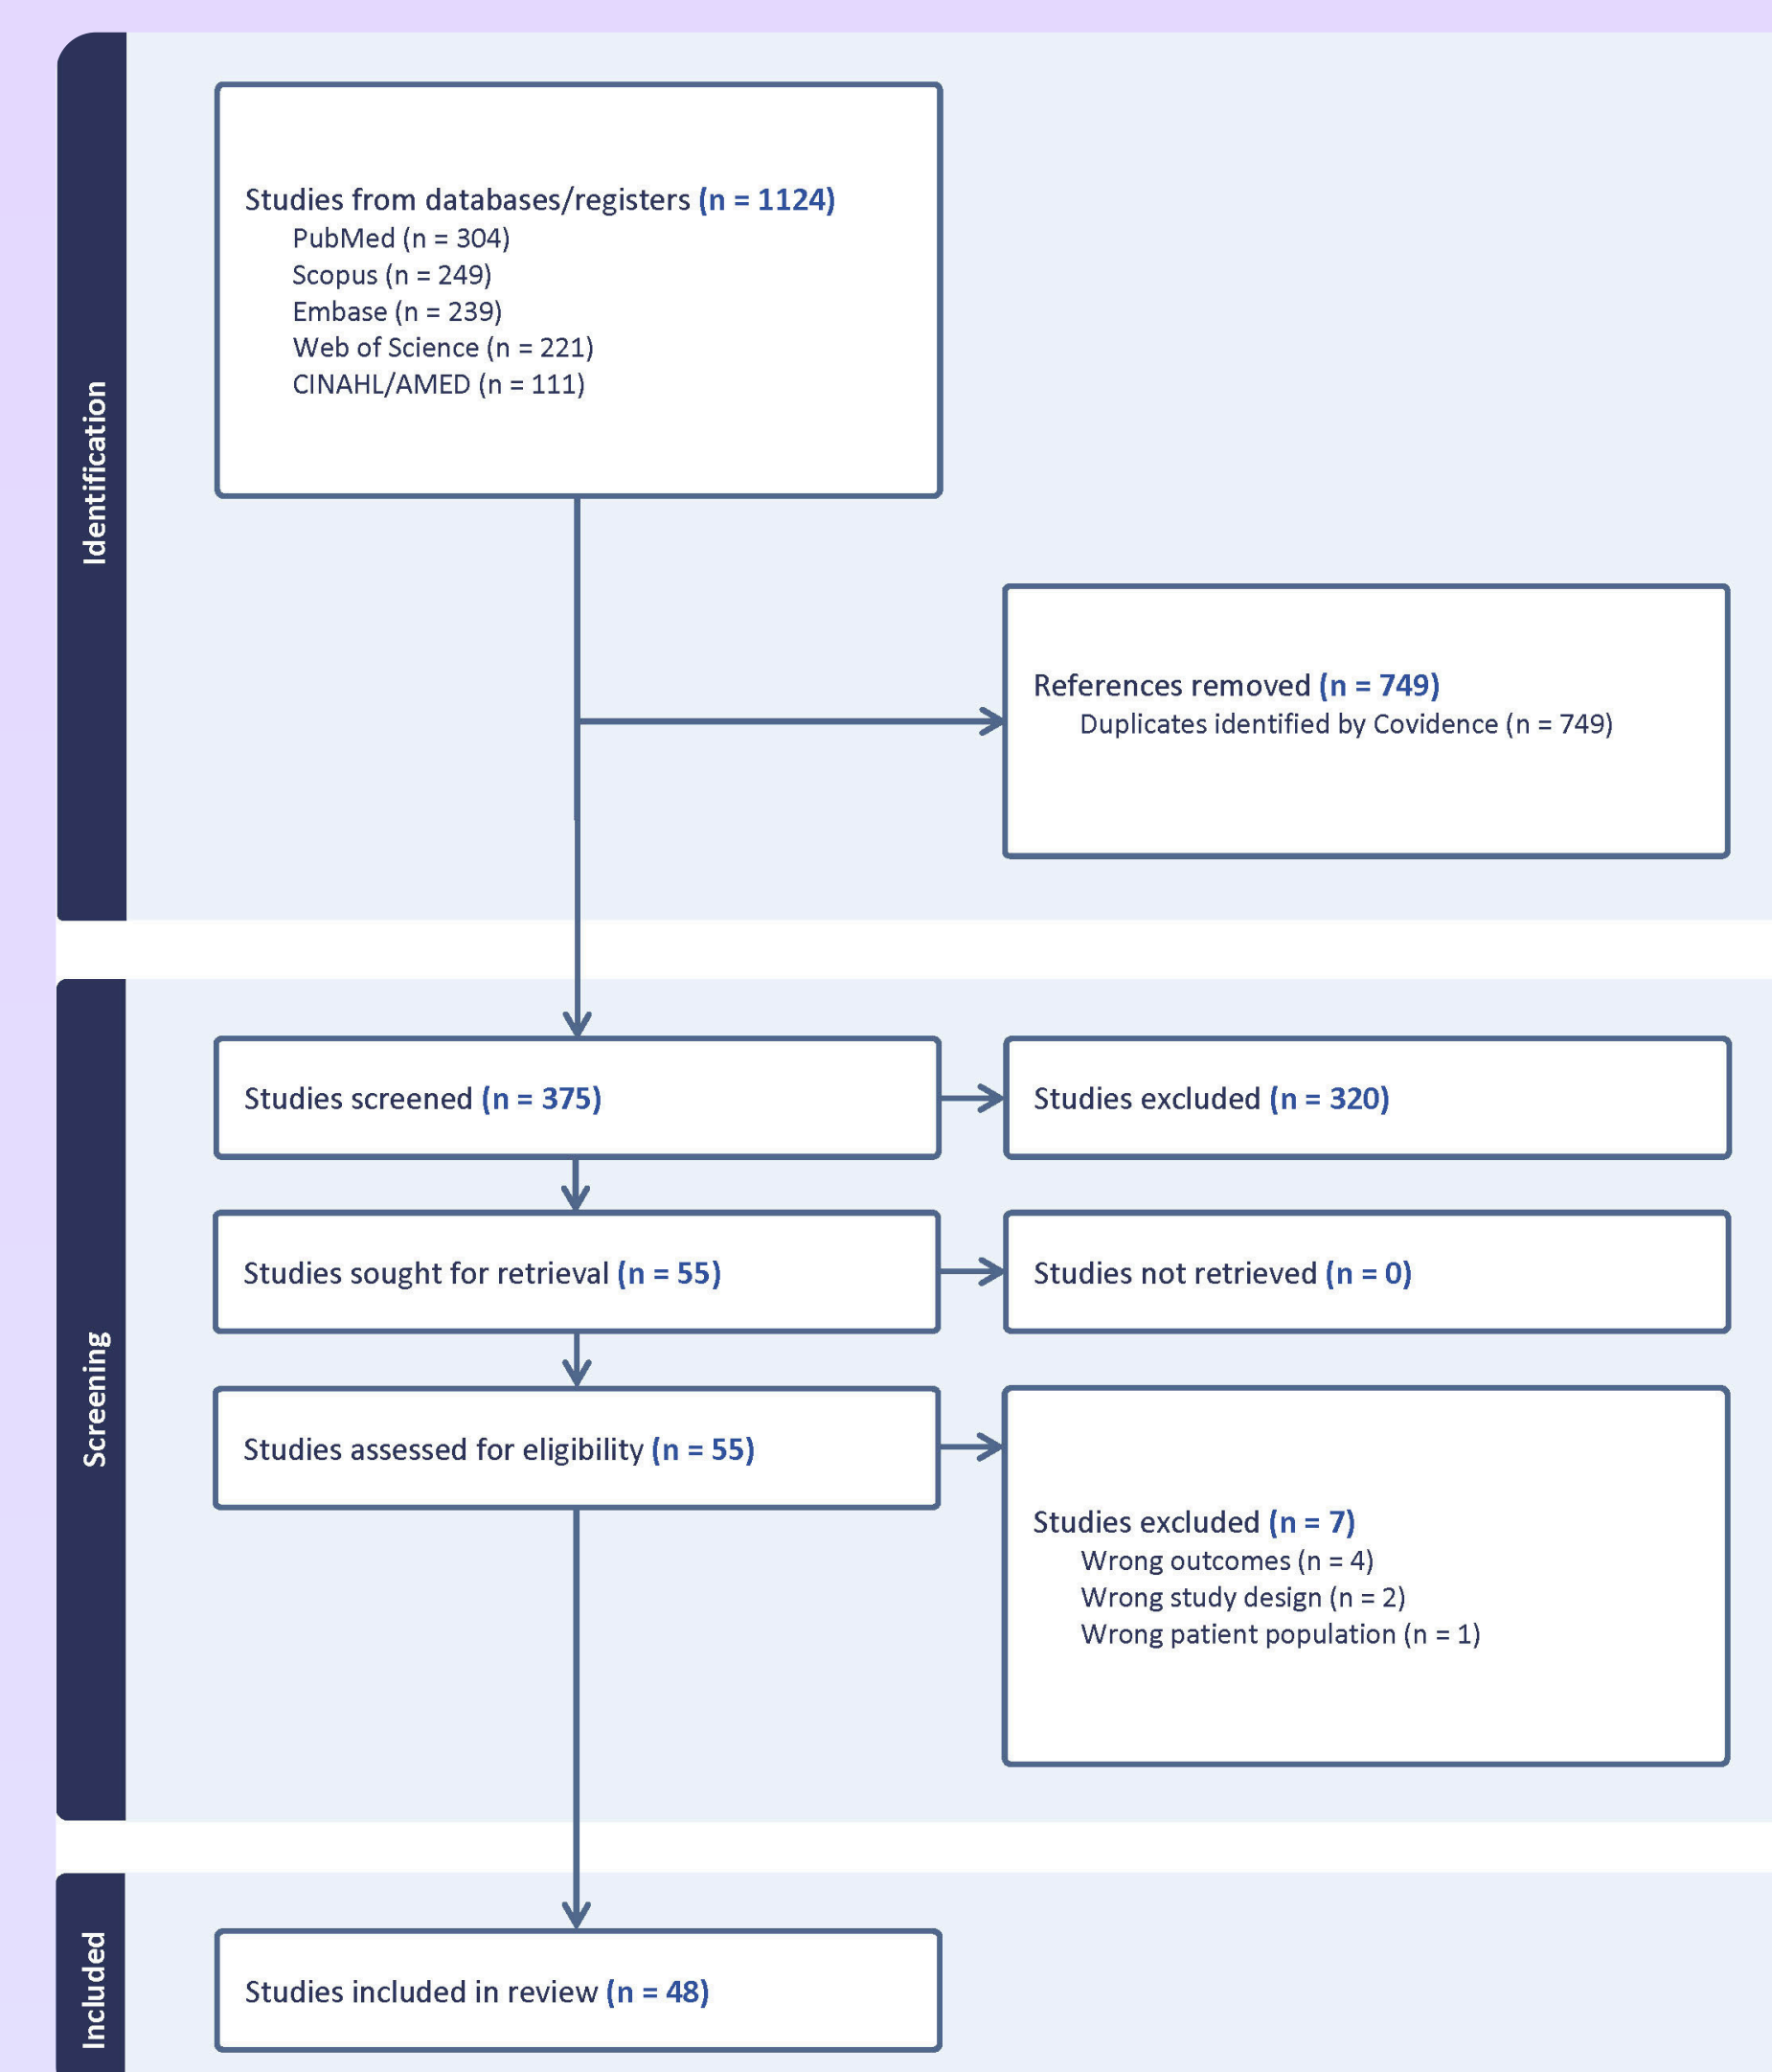 Identification
Studies from databases/registers (n = 1124)
PubMed (n = 304)
Scopus (n = 249)
Embase (n = 239)
Web of Science (n = 221)
CINAHL/AMED (n = 111)
References removed (n = 749)
Duplicates identified by Covidence (n = 749)
Screening
Studies screened (n = 375)
Studies excluded (n = 320)
Studies sought for retrieval (n = 55)
Studies not retrieved (n = 0)
Studies assessed for eligibility (n = 55)
Studies excluded (n = 7)
Wrong outcomes (n = 4)
Wrong study design (n = 2)
Wrong patient population (n = 1)
Included
Studies included in review (n = 48)